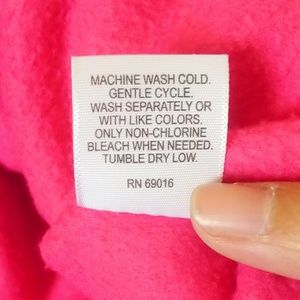 MACHINE WASH COLD.
GENTLE CYCLE.
WASH SEPARATELY OR
WITH LIKE COLORS.
ONLY NON-CHLORINE
BLEACH WHEN NEEDED.
TUMBLE DRY LOW.
RN 69016